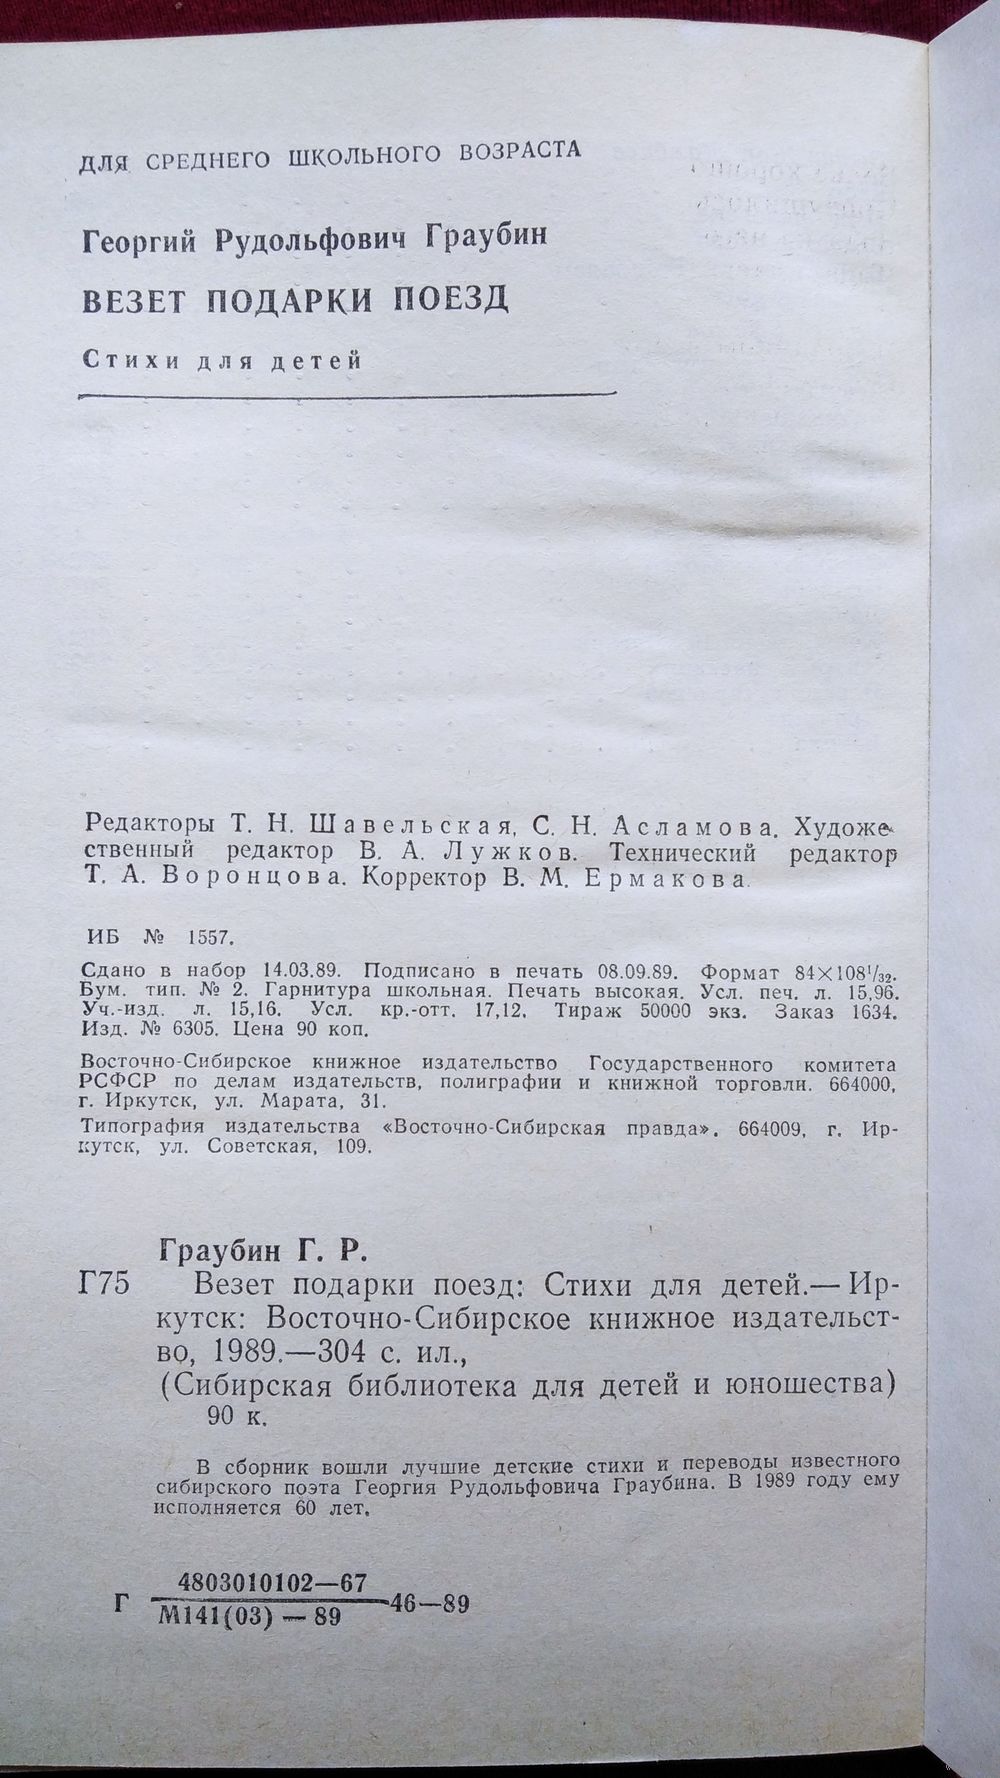 ДЛЯ СРЕДНЕГО ШКОЛЬНОГО ВОЗРАСТА
Георгий Рудольфович Граубин
ВЕЗЕТ ПОДАРКИ ПОЕЗД
Стихи для детей
Редакторы Т. Н. Шавельская, С. Н. Асламова. Художе-
ственный редактор В. А. Лужков. Технический редактор
Т. А. Воронцова. Корректор В. М. Ермакова.
ИБ № 1557.
Сдано в набор 14.03.89. Подписано в печать 08.09.89. Формат 84×108¹/₃₂.
Бум. тип. № 2. Гарнитура школьная. Печать высокая. Усл. печ. л. 15,96.
Уч.-изд. л. 15,16. Усл. кр.-отт. 17,12. Тираж 50000 экз. Заказ 1634.
Изд. № 6305. Цена 90 коп.
Восточно-Сибирское книжное издательство Государственного комитета
РСФСР по делам издательств, полиграфии и книжной торговли. 664000,
г. Иркутск, ул. Марата, 31.
Типография издательства «Восточно-Сибирская правда». 664009, г. Ир-
кутск, ул. Советская, 109.
Граубин Г. Р.
Г75 Везет подарки поезд: Стихи для детей.— Ир-
кутск: Восточно-Сибирское книжное издательст-
во, 1989.—304 с. ил.,
(Сибирская библиотека для детей и юношества)
90 к.
В сборник вошли лучшие детские стихи и переводы известного
сибирского поэта Георгия Рудольфовича Граубина. В 1989 году ему
исполняется 60 лет.
4803010102—67
Г 46—89
М141(03) — 89